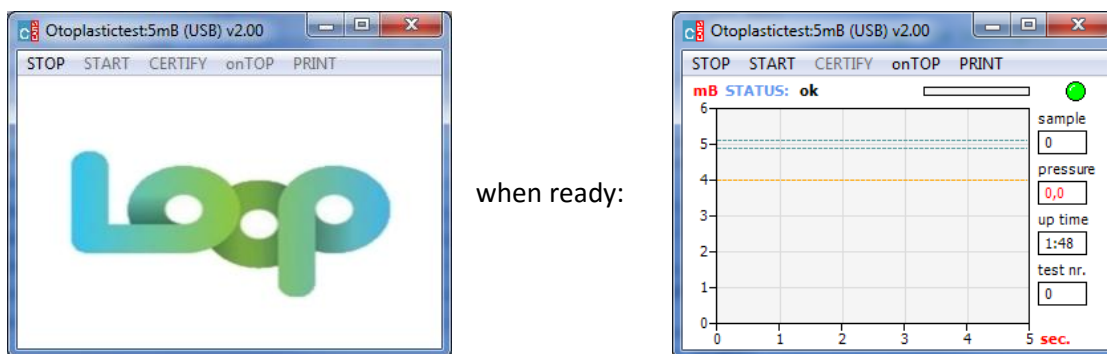 Otoplastictest:5mB (USB) v2.00
STOP START CERTIFY onTOP PRINT
Loop
when ready:
Otoplastictest:5mB (USB) v2.00
STOP START CERTIFY onTOP PRINT
mB STATUS: ok
6
5
4
3
2
1
0
0 1 2 3 4 5 sec.
sample
0
pressure
0,0
up time
1:48
test nr.
0